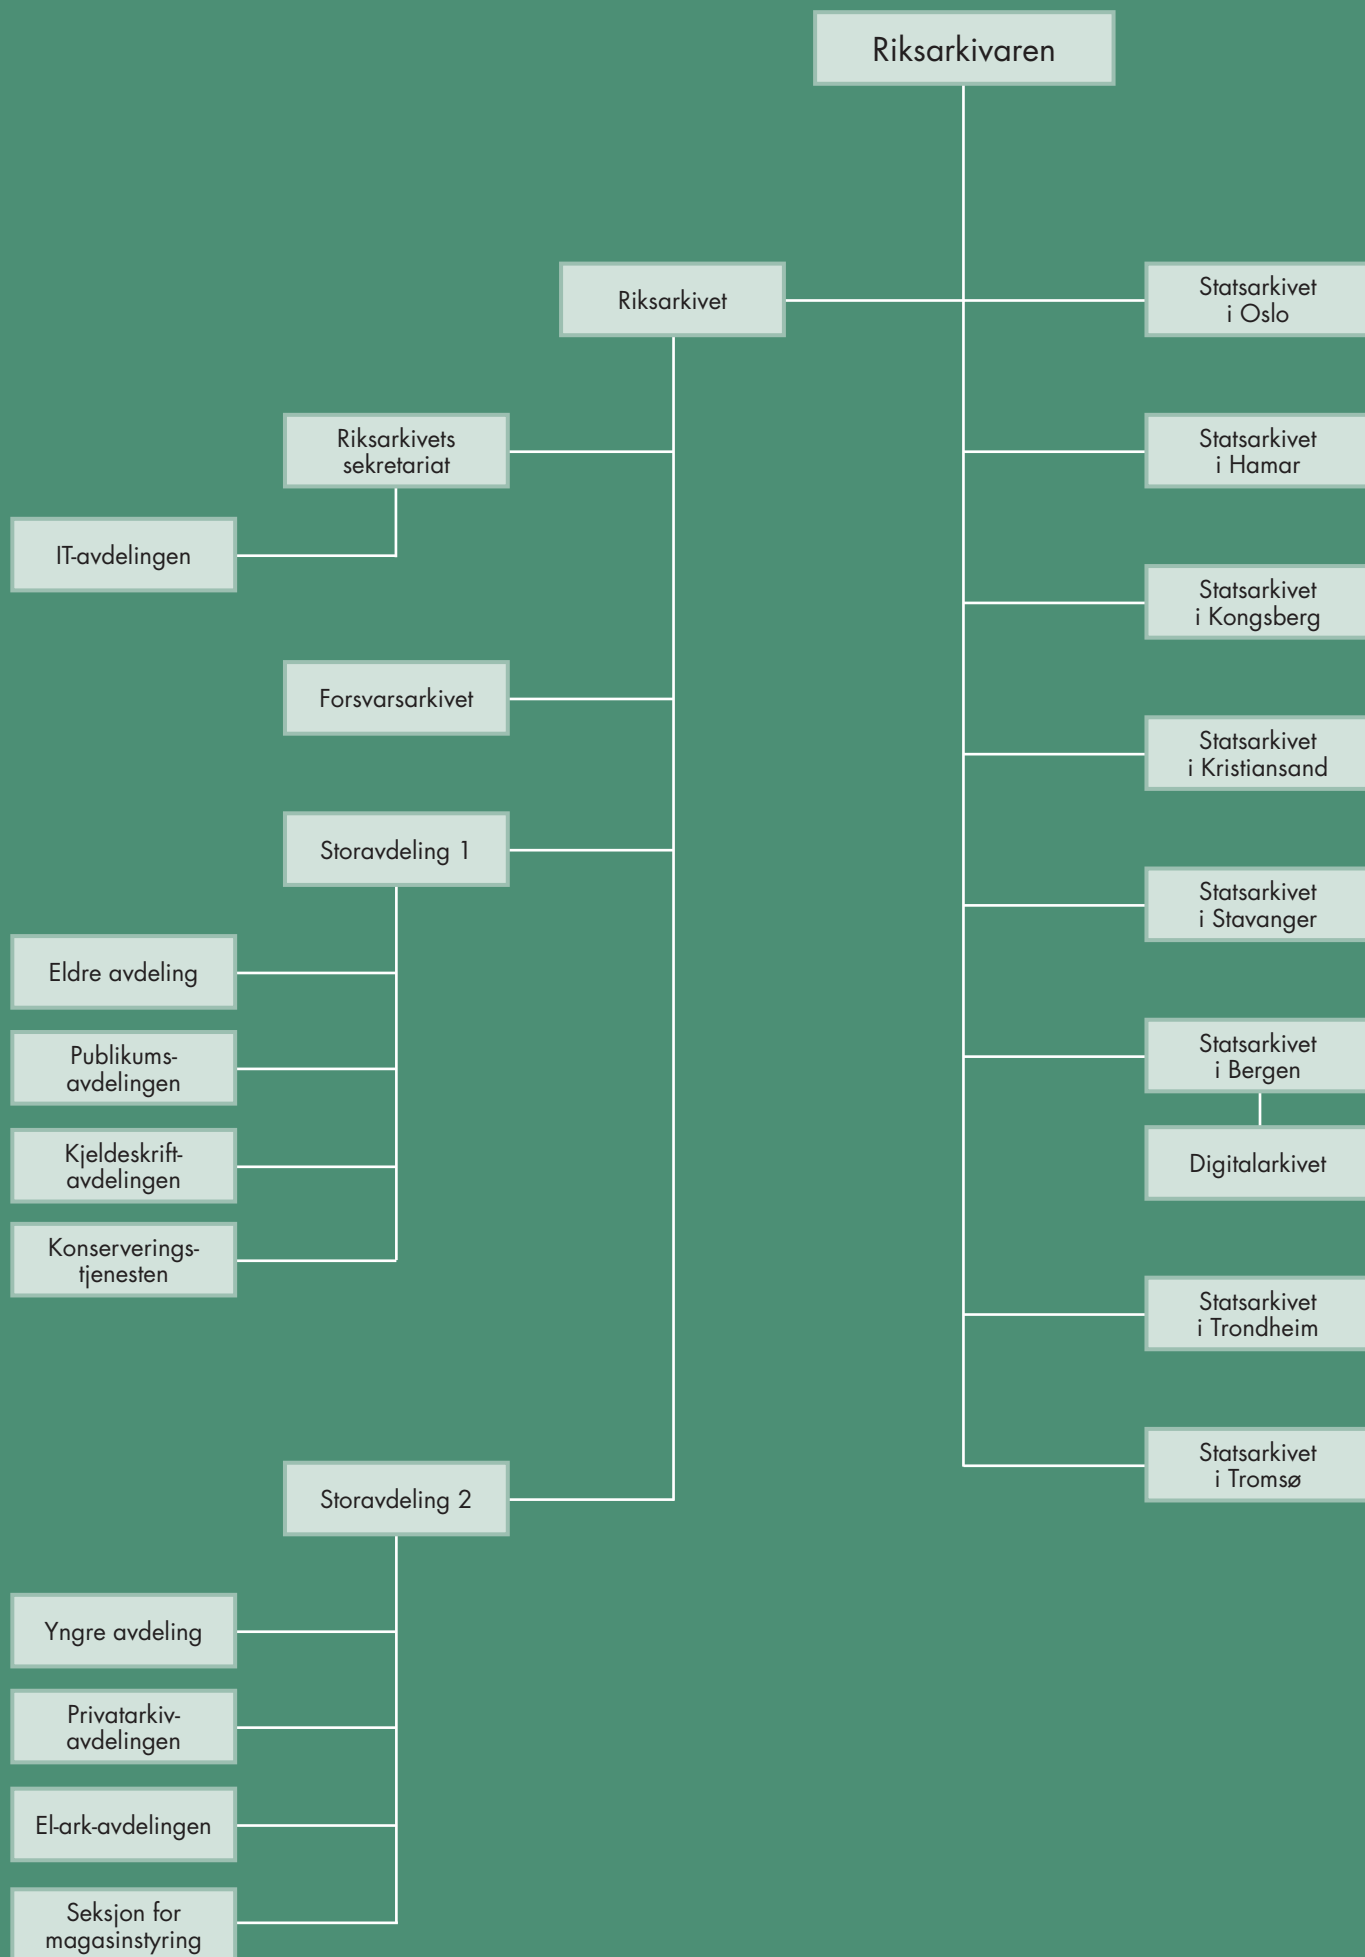 Riksarkivaren
Riksarkivet
Riksarkivets
sekretariat
IT-avdelingen
Forsvarsarkivet
Storavdeling 1
Eldre avdeling
Publikums-
avdelingen
Kjeldeskrift-
avdelingen
Konserverings-
tjenesten
Storavdeling 2
Yngre avdeling
Privatarkiv-
avdelingen
El-ark-avdelingen
Seksjon for
magasinstyring
Statsarkivet
i Oslo
Statsarkivet
i Hamar
Statsarkivet
i Kongsberg
Statsarkivet
i Kristiansand
Statsarkivet
i Stavanger
Statsarkivet
i Bergen
Digitalarkivet
Statsarkivet
i Trondheim
Statsarkivet
i Tromsø